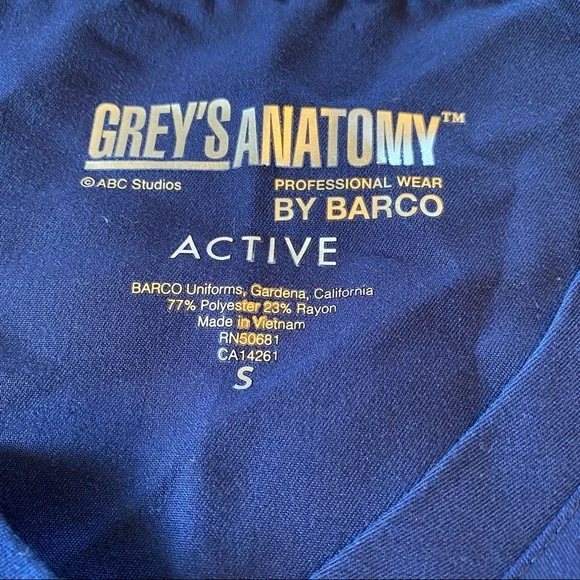 GREY'S ANATOMY™
© ABC Studios
PROFESSIONAL WEAR
BY BARCO
ACTIVE
BARCO Uniforms, Gardena, California
77% Polyester 23% Rayon
Made in Vietnam
RN50681
CA14261
S